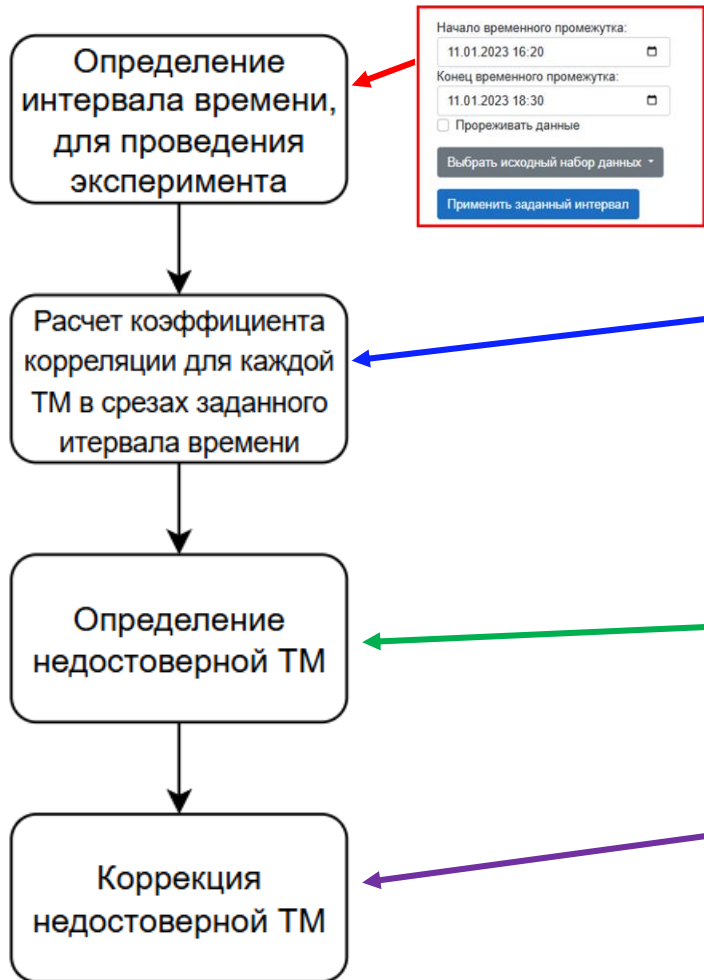 Определение
интервала времени,
для проведения
эксперимента
Начало временного промежутка:
11.01.2023 16:20
Конец временного промежутка:
11.01.2023 18:30
Прореживать данные
Выбрать исходный набор данных
Применить заданный интервал
Расчет коэффициента
корреляции для каждой
ТМ в срезах заданного
итервала времени
Определение
недостоверной ТМ
Коррекция
недостоверной ТМ